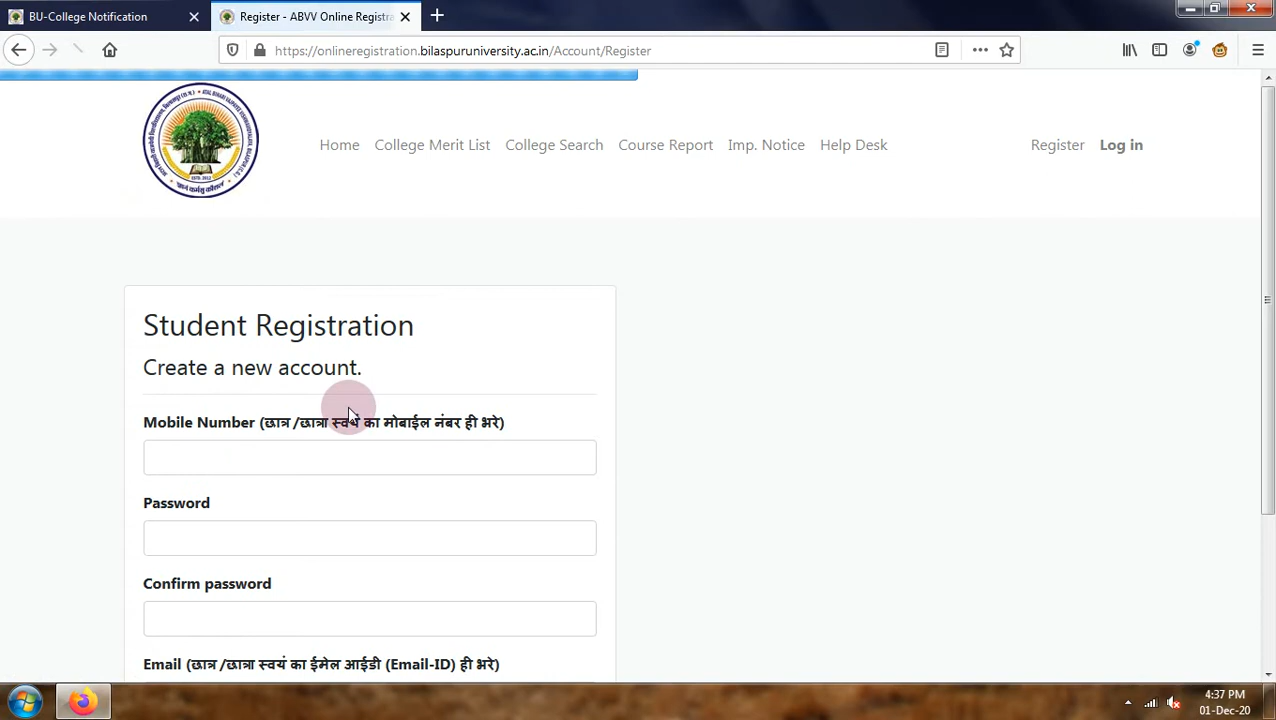 BU-College Notification
Register - ABVV Online Registra
https://onlineregistration.bilaspuruniversity.ac.in/Account/Register
Home
College Merit List
College Search
Course Report
Imp. Notice
Help Desk
Register
Log in
Student Registration
Create a new account.
Mobile Number (छात्र /छात्रा स्वयं का मोबाईल नंबर ही भरे)
Password
Confirm password
Email (छात्र /छात्रा स्वयं का ईमेल आईडी (Email-ID) ही भरे)
4:37 PM
01-Dec-20